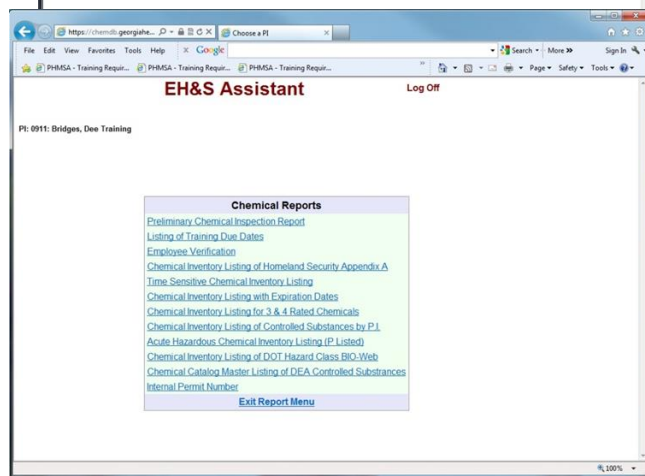 https://chemdb.georgiahe...
Choose a PI
File Edit View Favorites Tools Help
x Google
Search
More »
Sign In
PHMSA - Training Requir...
PHMSA - Training Requir...
PHMSA - Training Requir...
Page
Safety
Tools
EH&S Assistant
Log Off
PI: 0911: Bridges, Dee Training
Chemical Reports
Preliminary Chemical Inspection Report
Listing of Training Due Dates
Employee Verification
Chemical Inventory Listing of Homeland Security Appendix A
Time Sensitive Chemical Inventory Listing
Chemical Inventory Listing with Expiration Dates
Chemical Inventory Listing for 3 & 4 Rated Chemicals
Chemical Inventory Listing of Controlled Substances by P.I.
Acute Hazardous Chemical Inventory Listing (P Listed)
Chemical Inventory Listing of DOT Hazard Class BIO-Web
Chemical Catalog Master Listing of DEA Controlled Substrances
Internal Permit Number
Exit Report Menu
100%